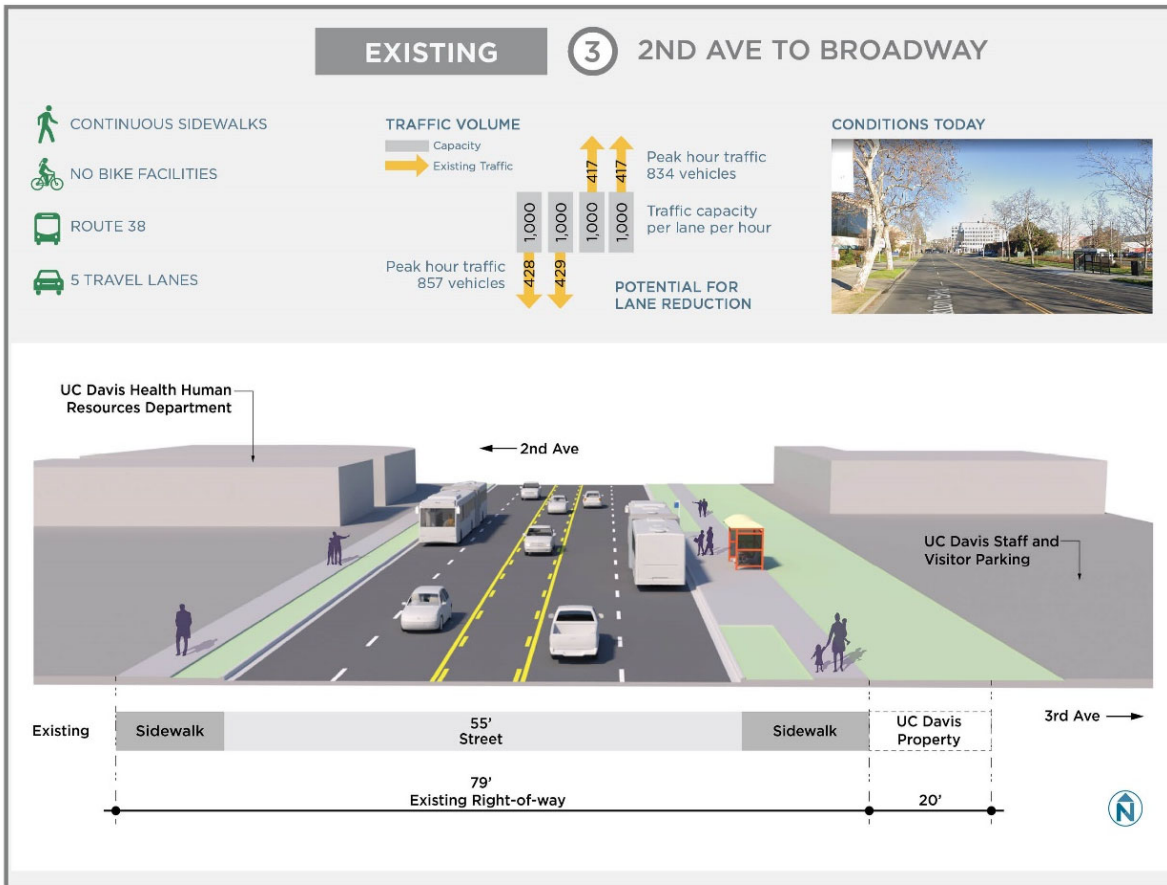 EXISTING
3
2ND AVE TO BROADWAY
CONTINUOUS SIDEWALKS
NO BIKE FACILITIES
ROUTE 38
5 TRAVEL LANES
TRAFFIC VOLUME
Capacity
Existing Traffic
417
417
Peak hour traffic
834 vehicles
1,000
1,000
1,000
1,000
Traffic capacity
per lane per hour
Peak hour traffic
857 vehicles
428
429
POTENTIAL FOR
LANE REDUCTION
CONDITIONS TODAY
UC Davis Health Human
Resources Department
2nd Ave
UC Davis Staff and
Visitor Parking
Existing
Sidewalk
55'
Street
Sidewalk
UC Davis
Property
3rd Ave
79'
Existing Right-of-way
20'
N